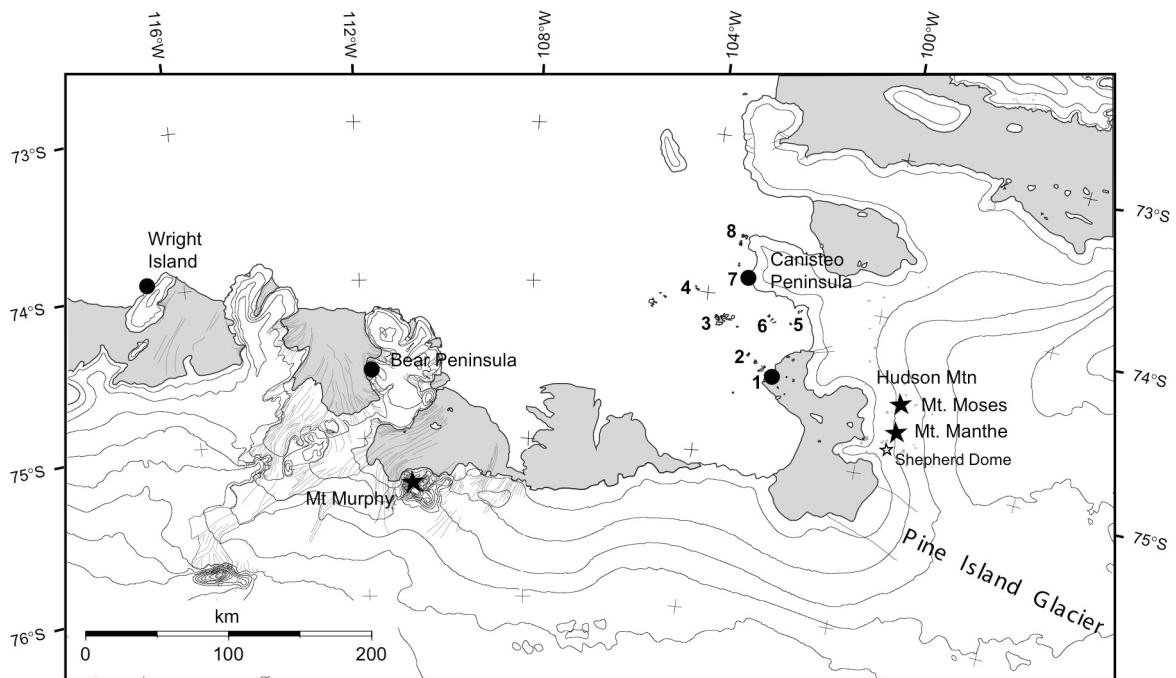 116°W
112°W
108°W
104°W
100°W
73°S
74°S
75°S
76°S
73°S
74°S
75°S
Wright
Island
Bear Peninsula
Mt Murphy
8
7
Canisteo
Peninsula
4
3
6
5
2
1
Hudson Mtn
Mt. Moses
Mt. Manthe
Shepherd Dome
Pine Island Glacier
km
0
100
200